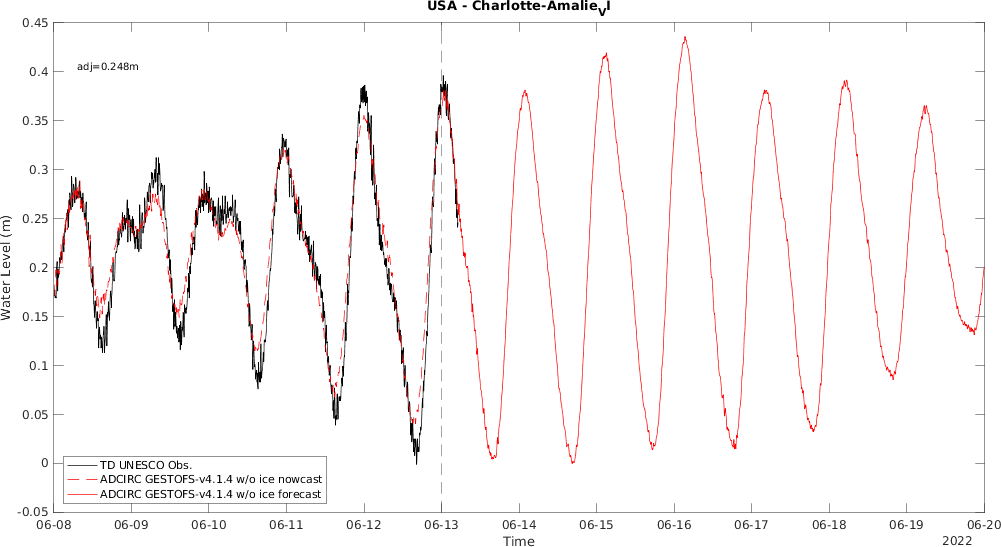 USA - Charlotte-AmalieVI
adj=0.248m
Water Level (m)
0.45
0.4
0.35
0.3
0.25
0.2
0.15
0.1
0.05
0
-0.05
TD UNESCO Obs.
ADCIRC GESTOFS-v4.1.4 w/o ice nowcast
ADCIRC GESTOFS-v4.1.4 w/o ice forecast
06-08 06-09 06-10 06-11 06-12 06-13 06-14 06-15 06-16 06-17 06-18 06-19 06-20
Time
2022